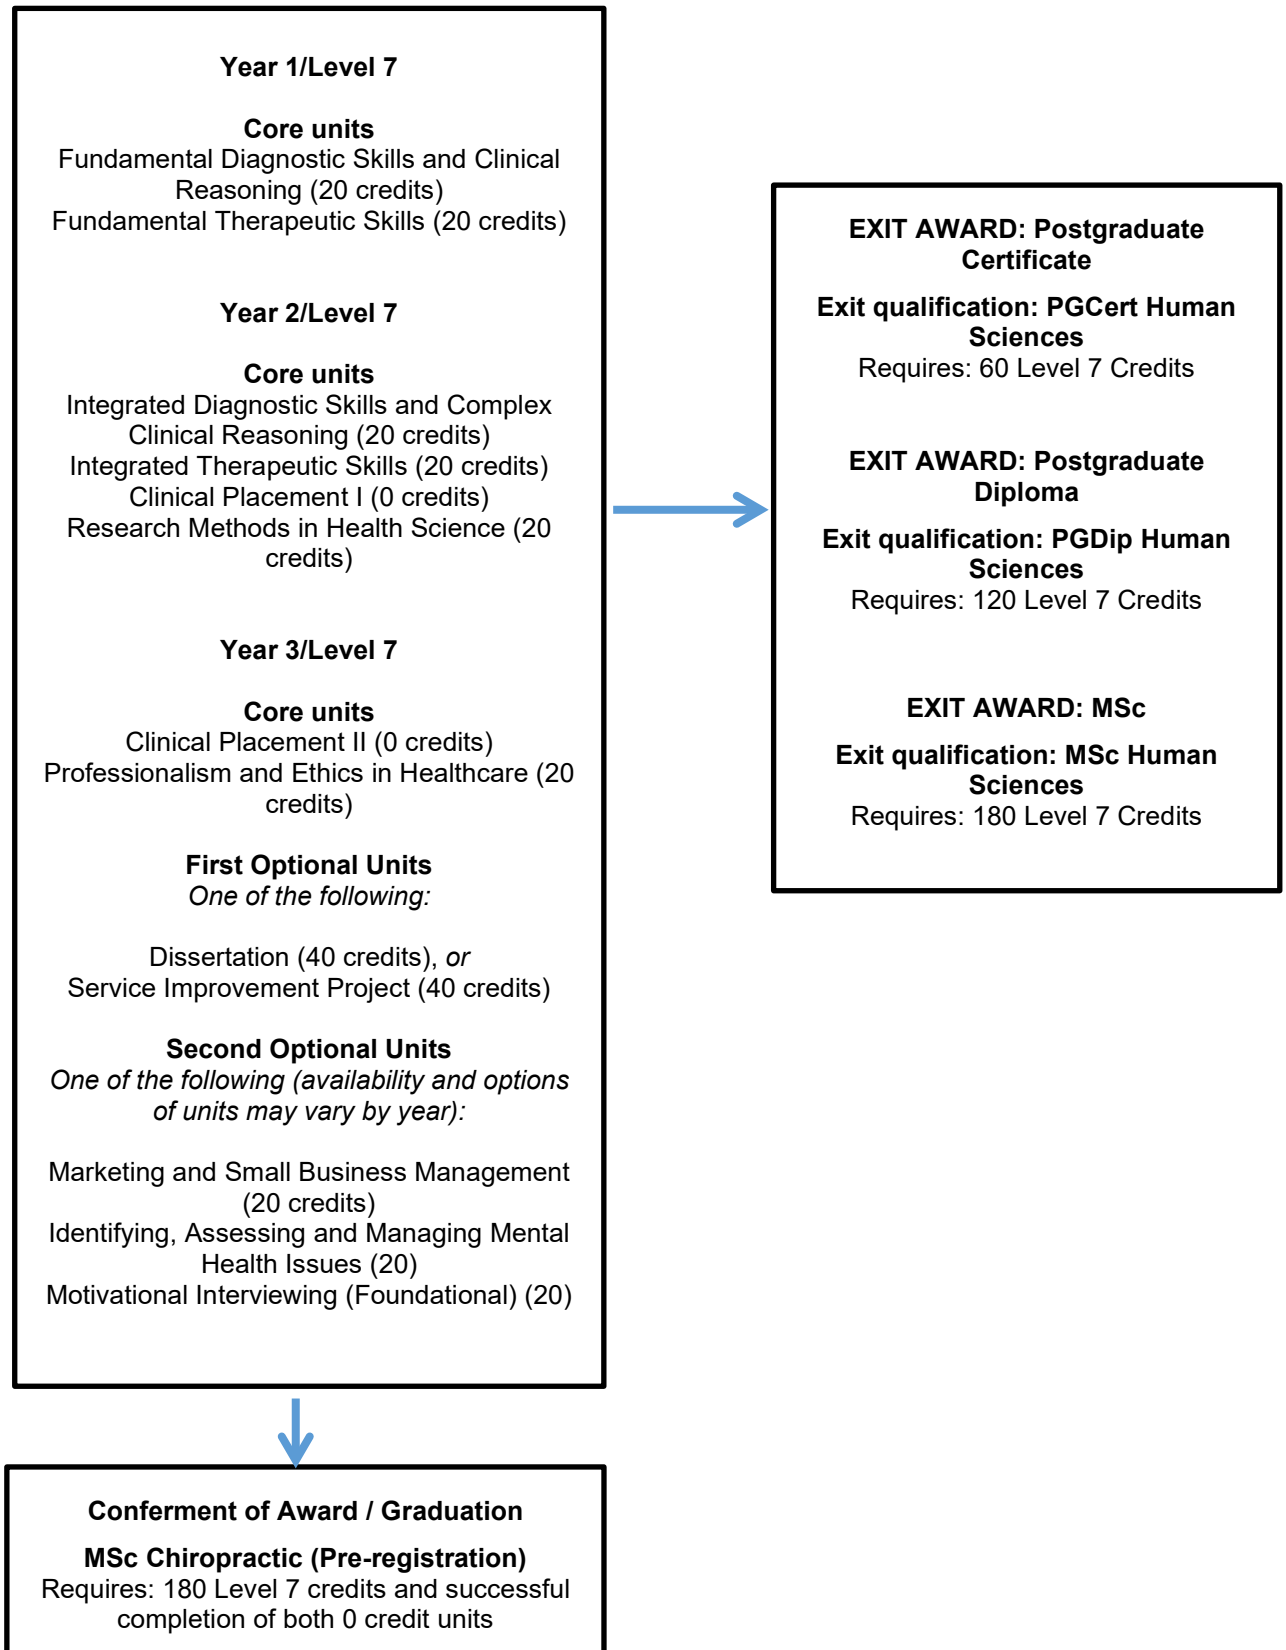 Year 1/Level 7
Core units
Fundamental Diagnostic Skills and Clinical
Reasoning (20 credits)
Fundamental Therapeutic Skills (20 credits)
Year 2/Level 7
Core units
Integrated Diagnostic Skills and Complex
Clinical Reasoning (20 credits)
Integrated Therapeutic Skills (20 credits)
Clinical Placement I (0 credits)
Research Methods in Health Science (20
credits)
Year 3/Level 7
Core units
Clinical Placement II (0 credits)
Professionalism and Ethics in Healthcare (20
credits)
First Optional Units
One of the following:
Dissertation (40 credits), or
Service Improvement Project (40 credits)
Second Optional Units
One of the following (availability and options
of units may vary by year):
Marketing and Small Business Management
(20 credits)
Identifying, Assessing and Managing Mental
Health Issues (20)
Motivational Interviewing (Foundational) (20)
EXIT AWARD: Postgraduate
Certificate
Exit qualification: PGCert Human
Sciences
Requires: 60 Level 7 Credits
EXIT AWARD: Postgraduate
Diploma
Exit qualification: PGDip Human
Sciences
Requires: 120 Level 7 Credits
EXIT AWARD: MSc
Exit qualification: MSc Human
Sciences
Requires: 180 Level 7 Credits
Conferment of Award / Graduation
MSc Chiropractic (Pre-registration)
Requires: 180 Level 7 credits and successful
completion of both 0 credit units